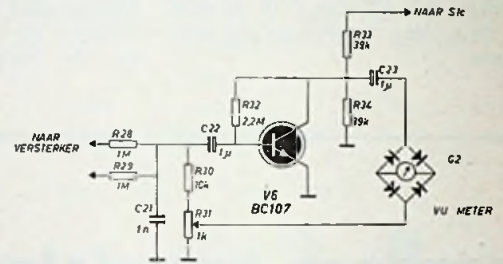 NAAR S1c
R33
39k
C23
1µ
R32
2,2M
R34
39k
C22
1µ
NAAR
VERSTERKER
R28
1M
R29
1M
R30
10k
V6
BC107
G2
VU METER
C21
1n
R31
1k